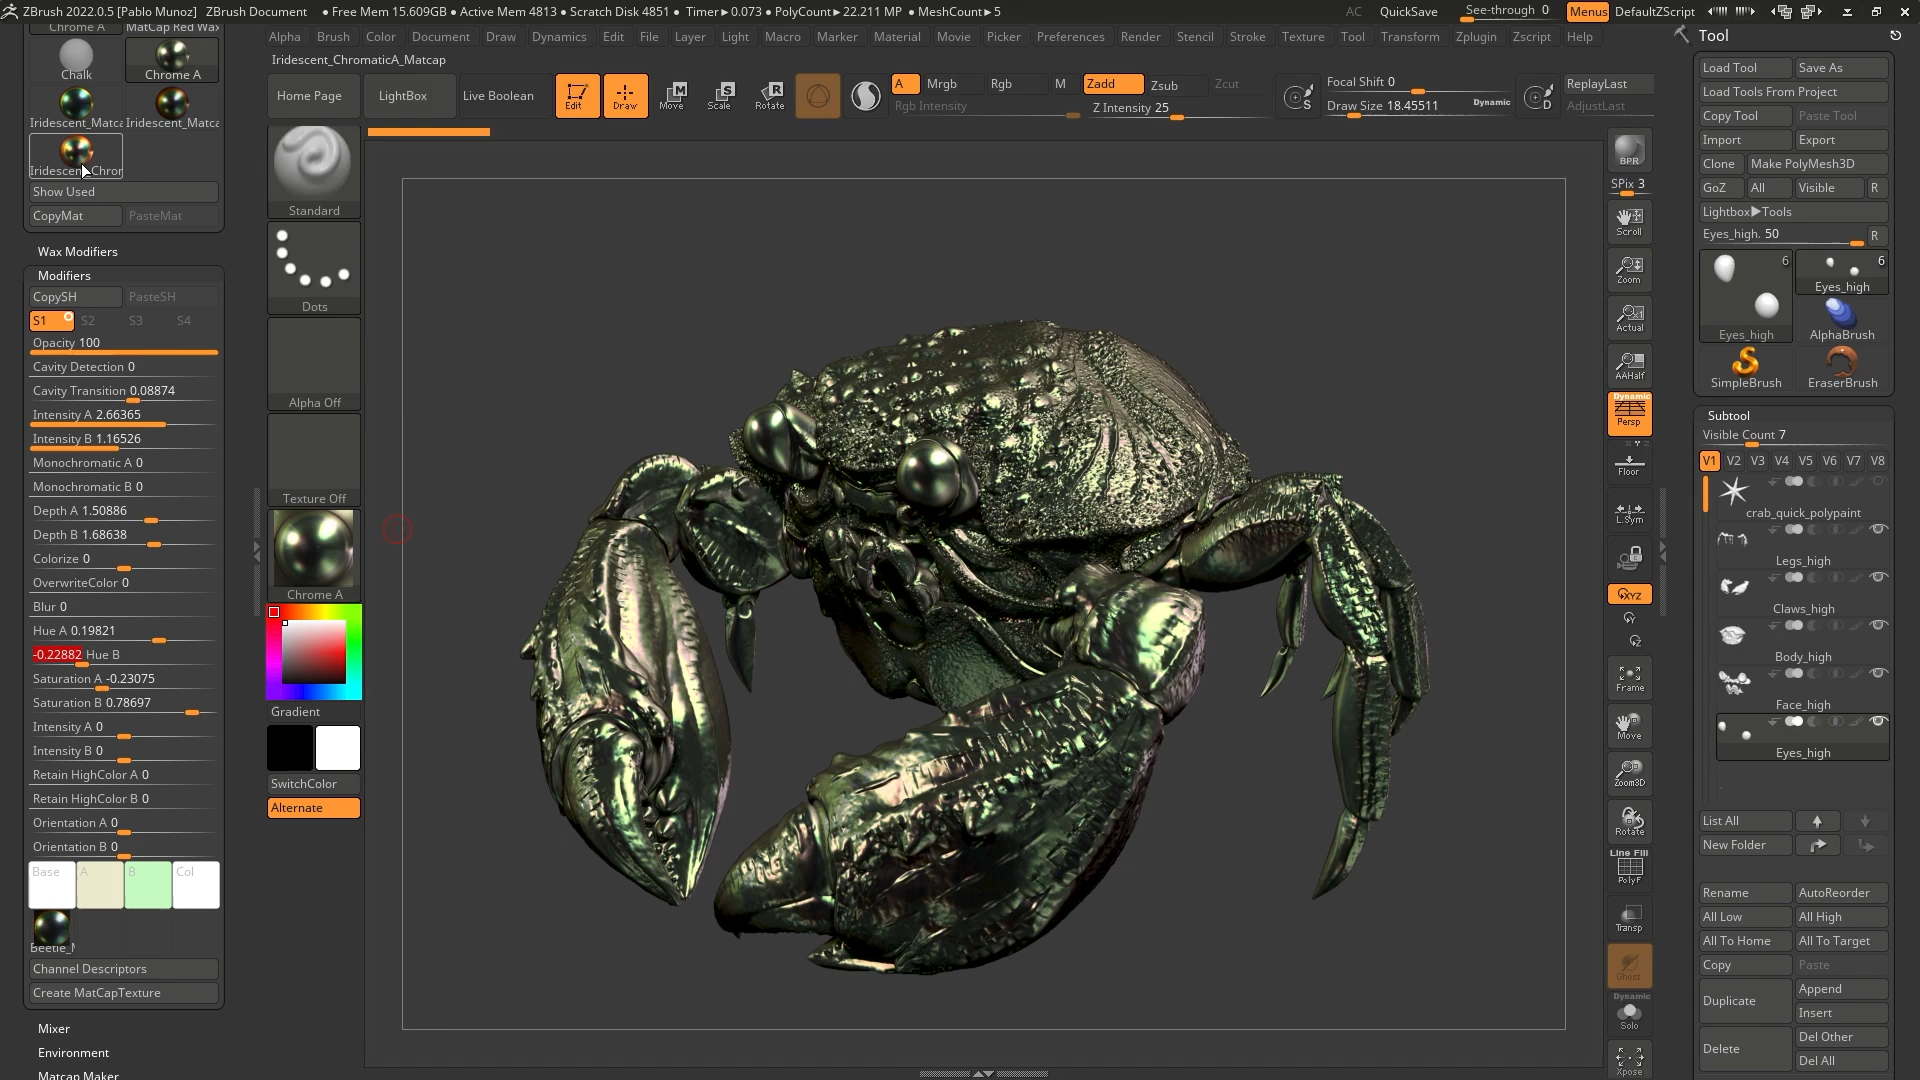 ZBrush 2022.0.5 [Pablo Munoz] ZBrush Document • Free Mem 15.609GB • Active Mem 4813 • Scratch Disk 4851 • Timer▶0.073 • PolyCount▶22.211 MP • MeshCount▶5 AC QuickSave See-through 0 Menus DefaultZScript
Alpha Brush Color Document Draw Dynamics Edit File Layer Light Macro Marker Material Movie Picker Preferences Render Stencil Stroke Texture Tool Transform Zplugin Zscript Help
Iridescent_ChromaticA_Matcap
Home Page LightBox Live Boolean Edit Draw Move Scale Rotate
A Mrgb Rgb M Zadd Zsub Zcut
Rgb Intensity Z Intensity 25
Focal Shift 0
Draw Size 18.45511 Dynamic
S D
ReplayLast
AdjustLast
Chrome A MatCap Red Wax
Chalk Chrome A
Iridescent_Matca Iridescent_Matca
Iridescent_Chron
Show Used
CopyMat PasteMat
Wax Modifiers
Modifiers
CopySH PasteSH
S1 S2 S3 S4
Opacity 100
Cavity Detection 0
Cavity Transition 0.08874
Intensity A 2.66365
Intensity B 1.16526
Monochromatic A 0
Monochromatic B 0
Depth A 1.50886
Depth B 1.68638
Colorize 0
OverwriteColor 0
Blur 0
Hue A 0.19821
-0.22882 Hue B
Saturation A -0.23075
Saturation B 0.78697
Intensity A 0
Intensity B 0
Retain HighColor A 0
Retain HighColor B 0
Orientation A 0
Orientation B 0
Base A B Col
Channel Descriptors
Create MatCapTexture
Mixer
Environment
Matcap Maker
Standard
Dots
Alpha Off
Texture Off
Chrome A
Gradient
SwitchColor
Alternate
BPR
SPix 3
Scroll
Zoom
Actual
AAHalf
Dynamic
Persp
Floor
L.Sym
XYZ
Frame
Move
Zoom3D
Rotate
Line Fill
PolyF
Transp
Ghost
Dynamic
Solo
Xpose
Tool
Load Tool Save As
Load Tools From Project
Copy Tool Paste Tool
Import Export
Clone Make PolyMesh3D
GoZ All Visible R
Lightbox▶Tools
Eyes_high. 50 R
6 6
Eyes_high
Eyes_high AlphaBrush
SimpleBrush EraserBrush
Subtool
Visible Count 7
V1 V2 V3 V4 V5 V6 V7 V8
crab_quick_polypaint
Legs_high
Claws_high
Body_high
Face_high
Eyes_high
List All
New Folder
Rename AutoReorder
All Low All High
All To Home All To Target
Copy Paste
Duplicate Append
Insert
Delete Del Other
Del All